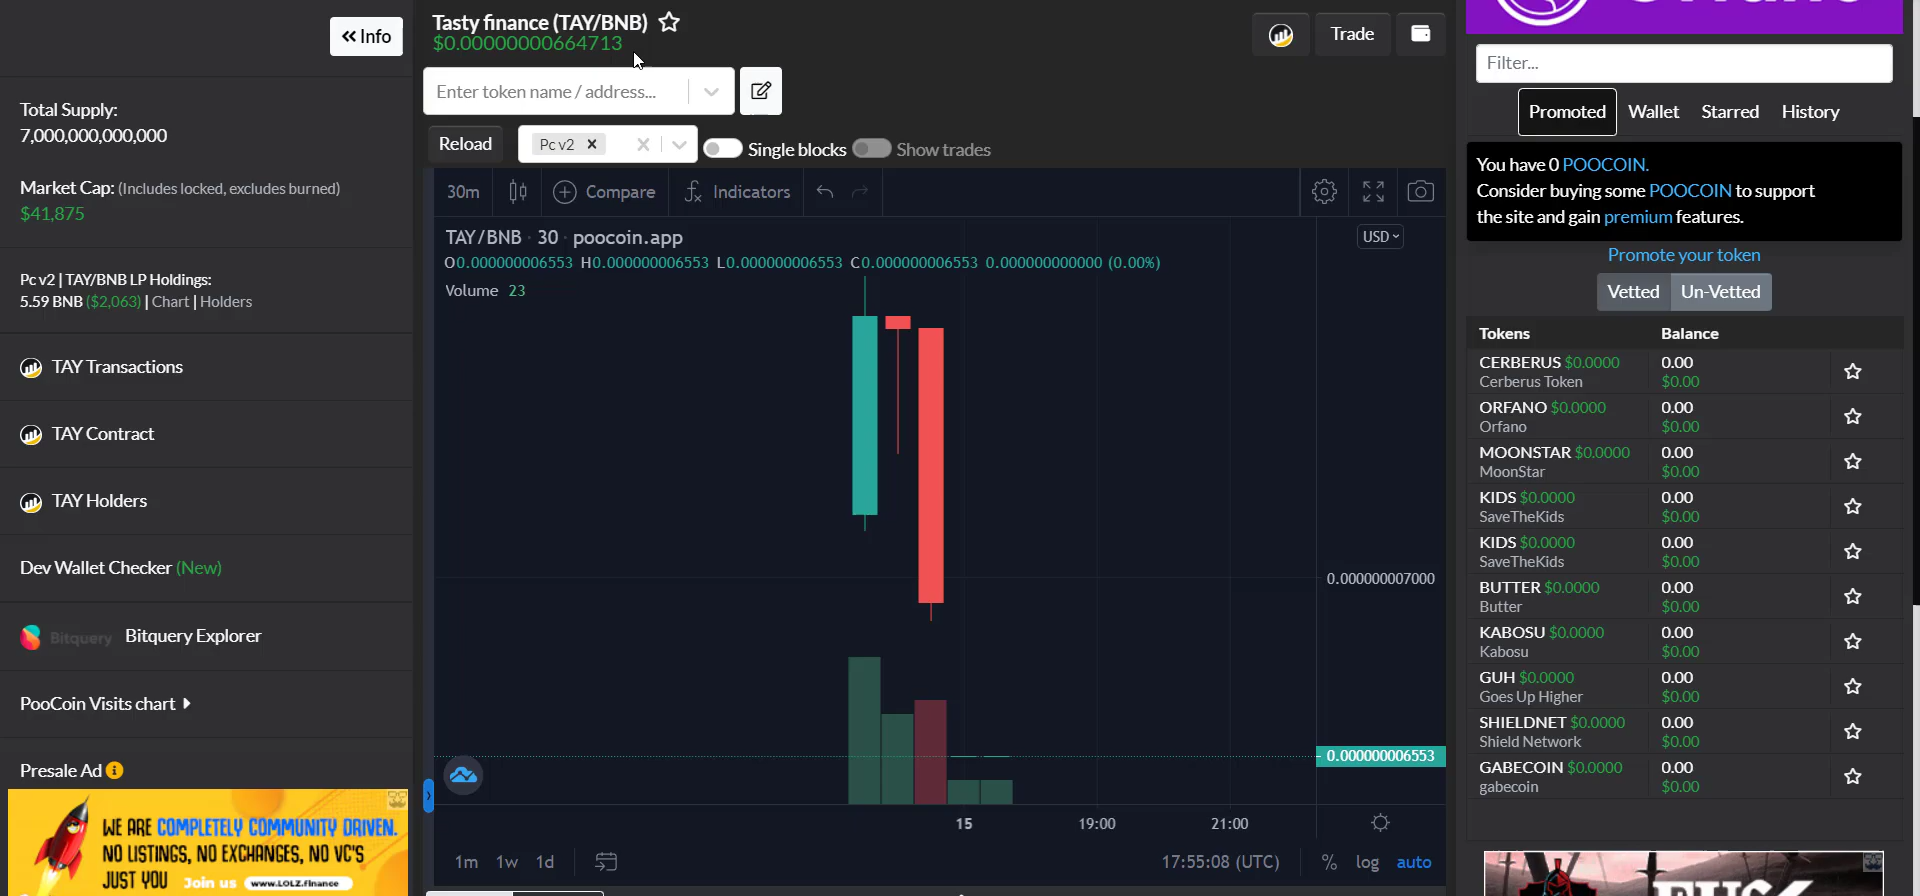 Info
Total Supply:
7,000,000,000,000
Market Cap: (Includes locked, excludes burned)
$41,875
Pc v2 | TAY/BNB LP Holdings:
5.59 BNB ($2,063) | Chart | Holders
TAY Transactions
TAY Contract
TAY Holders
Dev Wallet Checker (New)
Bitquery Bitquery Explorer
PooCoin Visits chart
Presale Ad
WE ARE COMPLETELY COMMUNITY DRIVEN.
NO LISTINGS, NO EXCHANGES, NO VC'S
JUST YOU Join us www.LOLZ.finance
Tasty finance (TAY/BNB)
$0.00000000664713
Trade
Enter token name / address...
Reload
Pc v2
Single blocks
Show trades
30m
Compare
Indicators
TAY/BNB · 30 · poocoin.app
USD
O0.000000006553 H0.000000006553 L0.000000006553 C0.000000006553 0.000000000000 (0.00%)
Volume 23
0.000000007000
0.000000006553
15
19:00
21:00
1m 1w 1d
17:55:08 (UTC)
% log auto
Filter...
Promoted Wallet Starred History
You have 0 POOCOIN.
Consider buying some POOCOIN to support
the site and gain premium features.
Promote your token
Vetted Un-Vetted
Tokens Balance
CERBERUS $0.0000 0.00
Cerberus Token $0.00
ORFANO $0.0000 0.00
Orfano $0.00
MOONSTAR $0.0000 0.00
MoonStar $0.00
KIDS $0.0000 0.00
SaveTheKids $0.00
KIDS $0.0000 0.00
SaveTheKids $0.00
BUTTER $0.0000 0.00
Butter $0.00
KABOSU $0.0000 0.00
Kabosu $0.00
GUH $0.0000 0.00
Goes Up Higher $0.00
SHIELDNET $0.0000 0.00
Shield Network $0.00
GABECOIN $0.0000 0.00
gabecoin $0.00